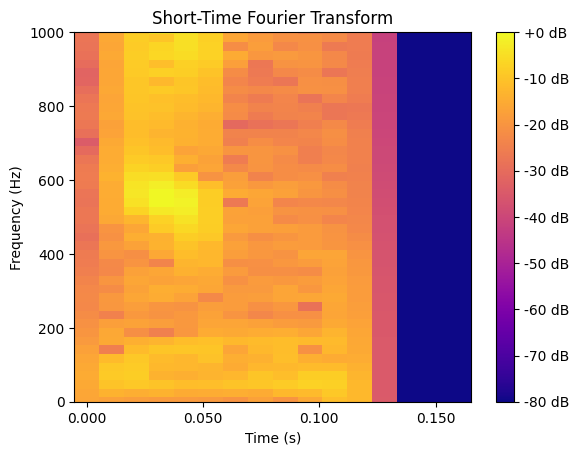 Short-Time Fourier Transform
1000
800
600
400
200
0
Frequency (Hz)
0.000
0.050
0.100
0.150
Time (s)
+0 dB
-10 dB
-20 dB
-30 dB
-40 dB
-50 dB
-60 dB
-70 dB
-80 dB